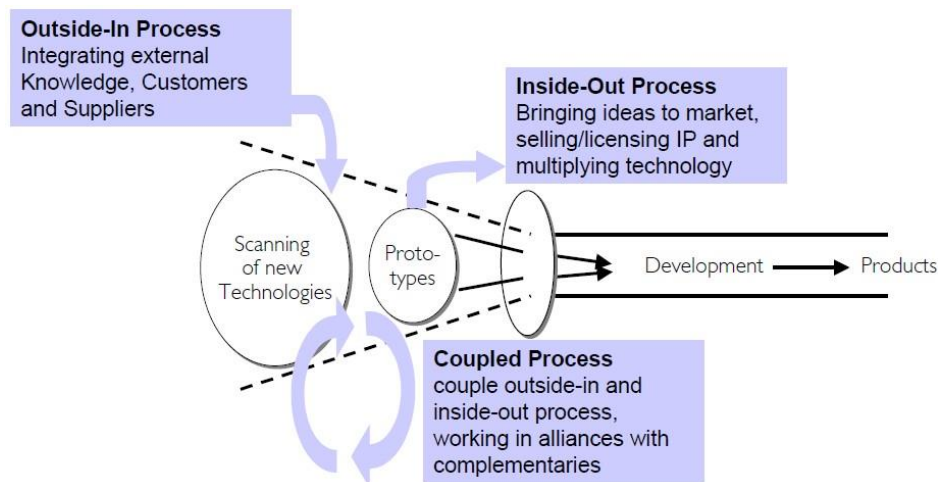 Outside-In Process
Integrating external
Knowledge, Customers
and Suppliers
Inside-Out Process
Bringing ideas to market,
selling/licensing IP and
multiplying technology
Scanning
of new
Technologies
Proto-
types
Development
Products
Coupled Process
couple outside-in and
inside-out process,
working in alliances with
complementaries